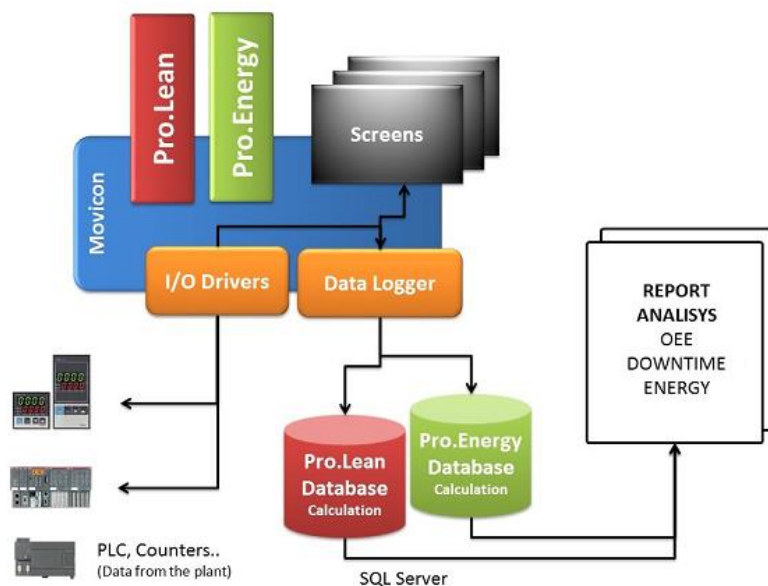 Pro.Lean
Pro.Energy
Screens
Movicon
I/O Drivers
Data Logger
REPORT
ANALISYS
OEE
DOWNTIME
ENERGY
Pro.Lean
Database
Calculation
Pro.Energy
Database
Calculation
PLC, Counters..
(Data from the plant)
SQL Server